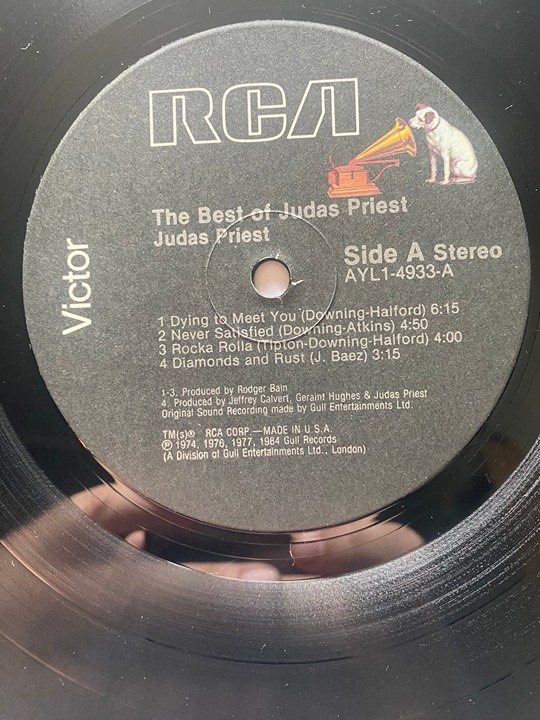 RCA
Victor
The Best of Judas Priest
Judas Priest
Side A Stereo
AYL1-4933-A
1 Dying to Meet You (Downing-Halford) 6:15
2 Never Satisfied (Downing-Atkins) 4:50
3 Rocka Rolla (Tipton-Downing-Halford) 4:00
4 Diamonds and Rust (J. Baez) 3:15
1-3. Produced by Rodger Bain
4. Produced by Jeffrey Calvert, Geraint Hughes & Judas Priest
Original Sound Recording made by Gull Entertainments Ltd.
TM(s)® RCA CORP.—MADE IN U.S.A.
℗ 1974, 1976, 1977, 1984 Gull Records
(A Division of Gull Entertainments Ltd., London)